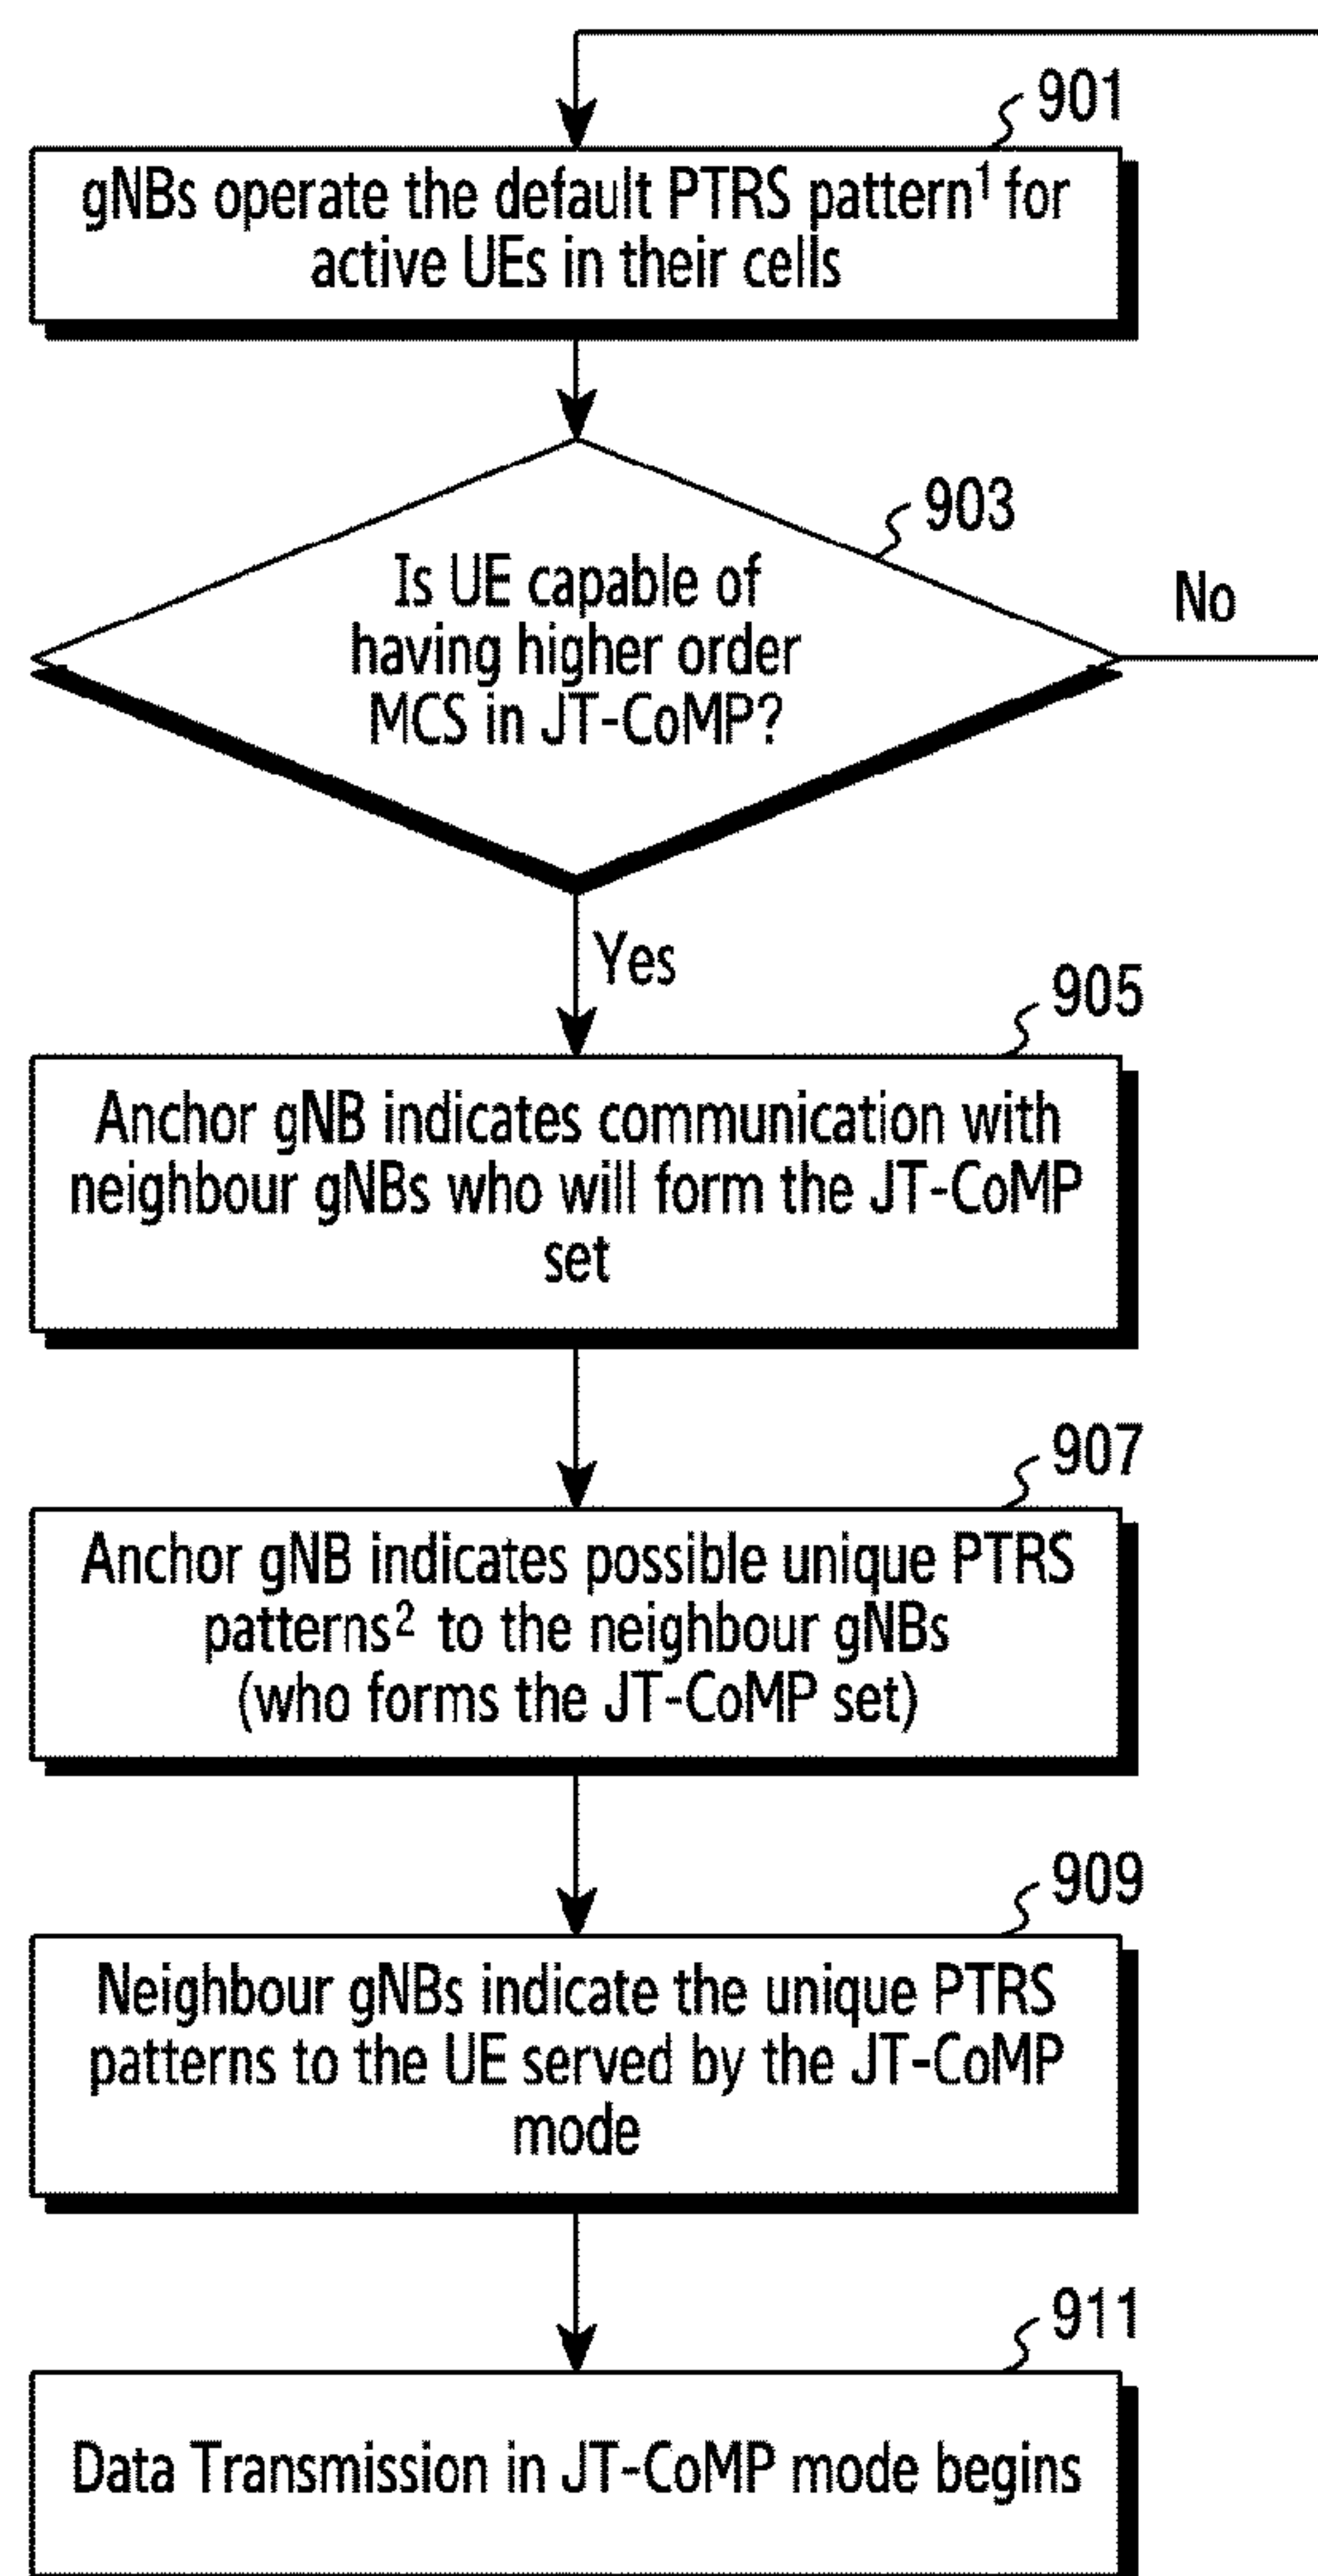 901
gNBs operate the default PTRS pattern¹ for
active UEs in their cells
903
Is UE capable of
having higher order
MCS in JT-CoMP?
No
Yes
905
Anchor gNB indicates communication with
neighbour gNBs who will form the JT-CoMP
set
907
Anchor gNB indicates possible unique PTRS
patterns² to the neighbour gNBs
(who forms the JT-CoMP set)
909
Neighbour gNBs indicate the unique PTRS
patterns to the UE served by the JT-CoMP
mode
911
Data Transmission in JT-CoMP mode begins